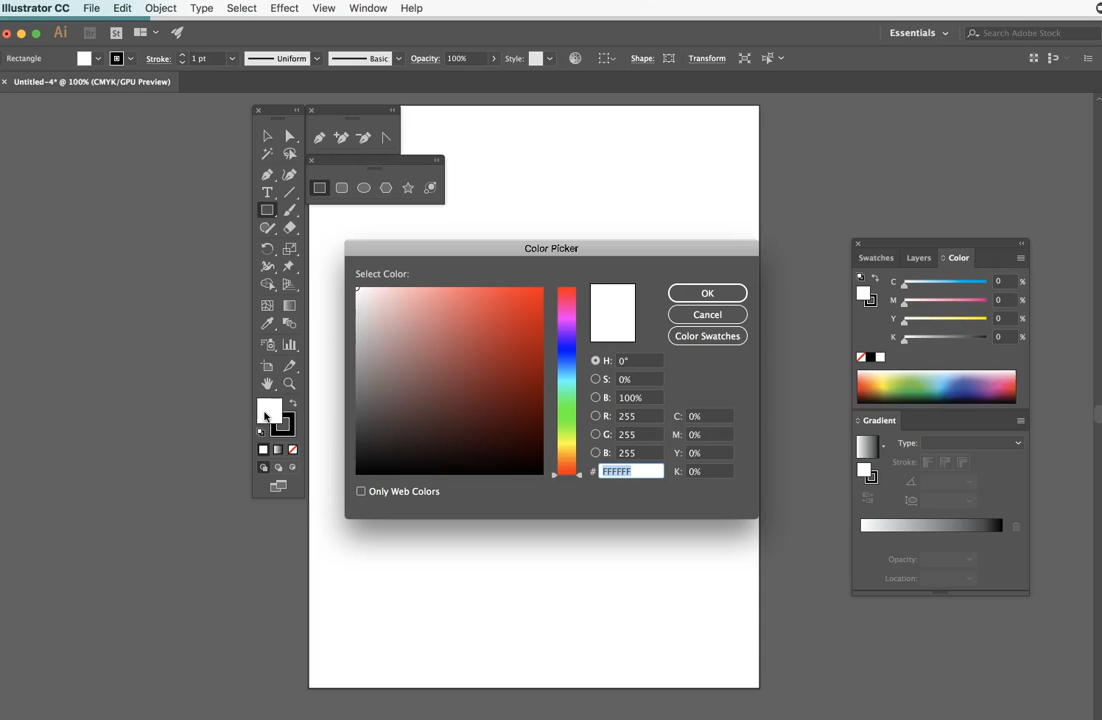 Illustrator CC File Edit Object Type Select Effect View Window Help
Ai Br St Essentials Search Adobe Stock
Rectangle Stroke: 1 pt Uniform Basic Opacity: 100% Style: Shape: Transform
Untitled-4* @ 100% (CMYK/GPU Preview)
Color Picker
Select Color:
OK
Cancel
Color Swatches
H: 0°
S: 0%
B: 100%
R: 255 C: 0%
G: 255 M: 0%
B: 255 Y: 0%
# FFFFFF K: 0%
Only Web Colors
Swatches Layers Color
C 0 %
M 0 %
Y 0 %
K 0 %
Gradient
Type:
Stroke:
Opacity:
Location: